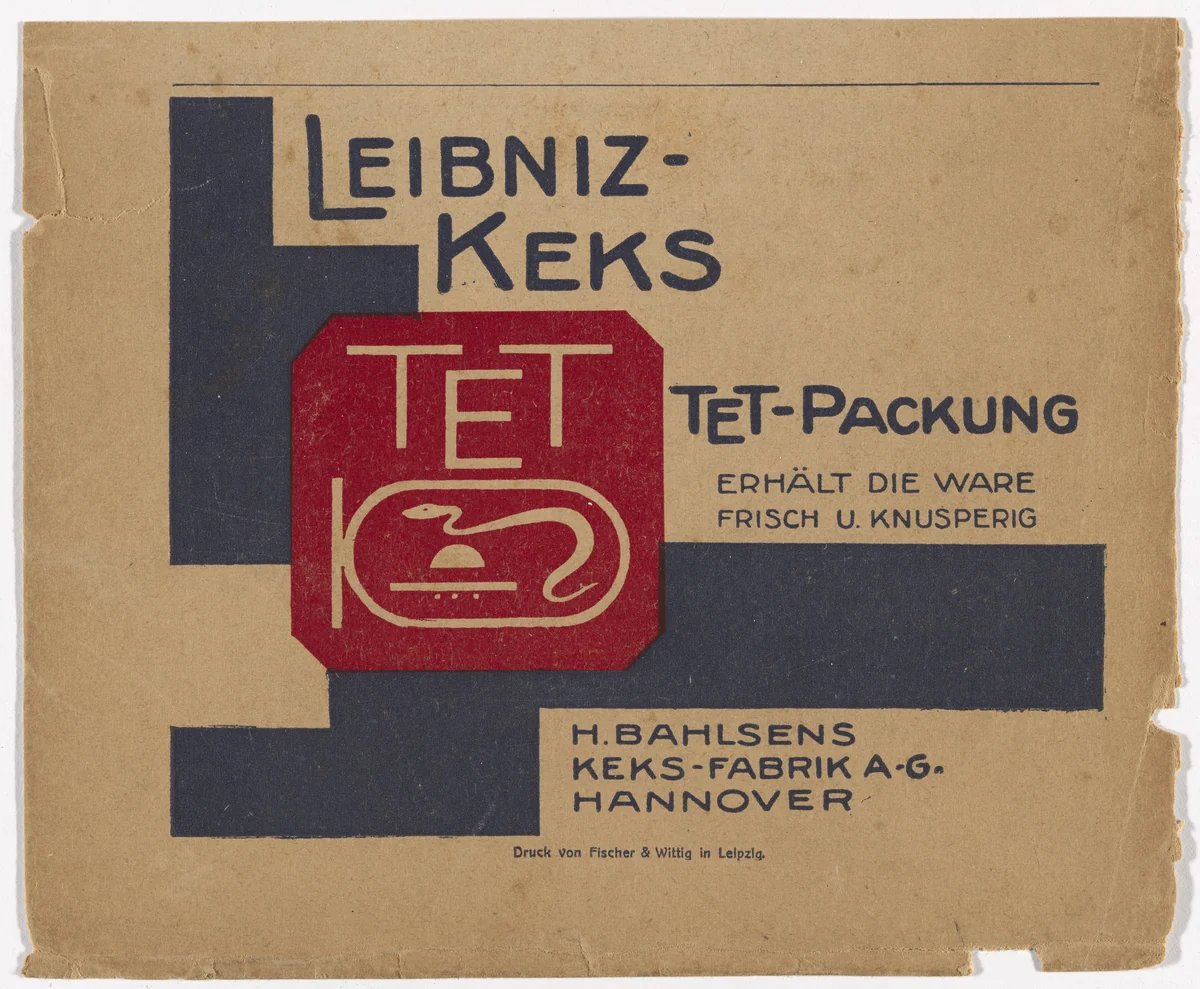 LEIBNIZ-
KEKS
TET
TET-PACKUNG
ERHÄLT DIE WARE
FRISCH U. KNUSPERIG
H. BAHLSENS
KEKS-FABRIK A-G.
HANNOVER
Druck von Fischer & Wittig in Leipzig.